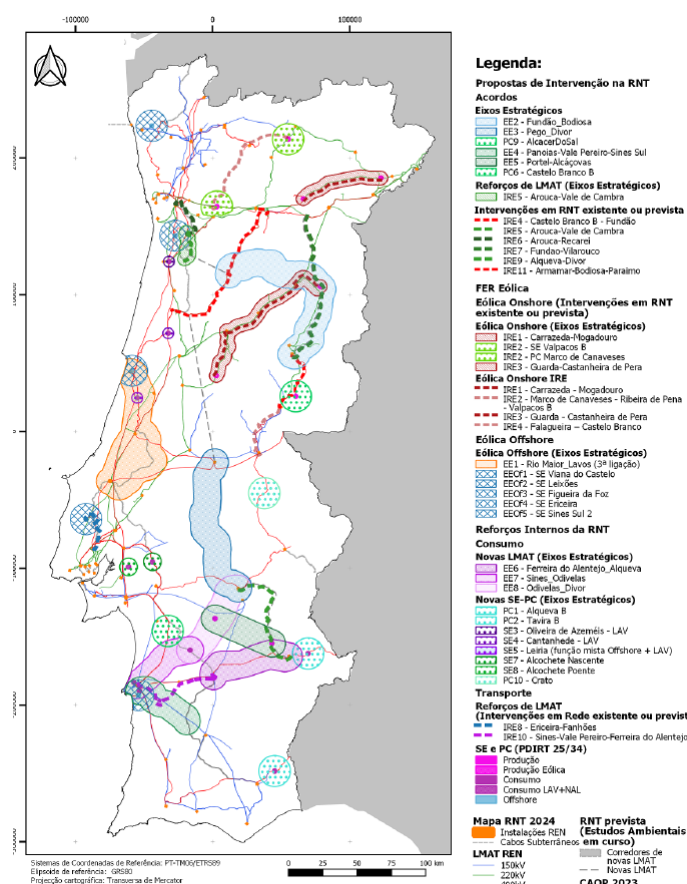 -100000
0
100000
Legenda:
Propostas de Intervenção na RNT
Acordos
Eixos Estratégicos
EE2 - Fundão_Bodiosa
EE3 - Pego_Divor
PC9 - AlcacerDoSal
EE4 - Panoias-Vale Pereiro-Sines Sul
EE5 - Portel-Alcáçovas
PC6 - Castelo Branco B
Reforços de LMAT (Eixos Estratégicos)
IRE5 - Arouca-Vale de Cambra
Intervenções em RNT existente ou prevista
IRE4 - Castelo Branco B - Fundão
IRE5 - Arouca-Vale de Cambra
IRE6 - Arouca-Recarei
IRE7 - Fundao-Vilarouco
IRE9 - Alqueva-Divor
IRE11 - Armamar-Bodiosa-Paraimo
FER Eólica
Eólica Onshore (Intervenções em RNT
existente ou prevista)
Eólica Onshore (Eixos Estratégicos)
IRE1 - Carrazeda-Mogadouro
IRE2 - SE Valpacos B
IRE2 - PC Marco de Canaveses
IRE3 - Guarda-Castanheira de Pera
Eólica Onshore IRE
IRE1 - Carrazeda - Mogadouro
IRE2 - Marco de Canaveses - Ribeira de Pena
- Valpacos B
IRE3 - Guarda - Castanheira de Pera
IRE4 - Falagueira – Castelo Branco
Eólica Offshore
Eólica Offshore (Eixos Estratégicos)
EE1 - Rio Maior_Lavos (3ª ligação)
EEOf1 - SE Viana do Castelo
EEOf2 - SE Leixões
EEOf3 - SE Figueira da Foz
EEOf4 - SE Ericeira
EEOf5 - SE Sines Sul 2
Reforços Internos da RNT
Consumo
Novas LMAT (Eixos Estratégicos)
EE6 - Ferreira do Alentejo_Alqueva
EE7 - Sines_Odivelas
EE8 - Odivelas_Divor
Novas SE-PC (Eixos Estratégicos)
PC1 - Alqueva B
PC2 - Tavira B
SE3 - Oliveira de Azeméis - LAV
SE4 - Cantanhede - LAV
SE5 - Leiria (função mista Offshore + LAV)
SE7 - Alcochete Nascente
SE8 - Alcochete Poente
PC10 - Crato
Transporte
Reforços de LMAT
(Intervenções em Rede existente ou prevista
IRE8 - Ericeira-Fanhões
IRE10 - Sines-Vale Pereiro-Ferreira do Alentejo
SE e PC (PDIRT 25/34)
Produção
Produção Eólica
Consumo
Consumo LAV+NAL
Offshore
Mapa RNT 2024
Instalações REN
Cabos Subterrâneos
LMAT REN
150kV
220kV
RNT prevista
(Estudos Ambientais
em curso)
Corredores de
novas LMAT
Novas LMAT
CAOP 2023
Sistemas de Coordenadas de Referência: PT-TM06/ETRS89
Elipsoide de referência: GRS80
Projecção cartográfica: Transversa de Mercator
0 25 50 75 100 km